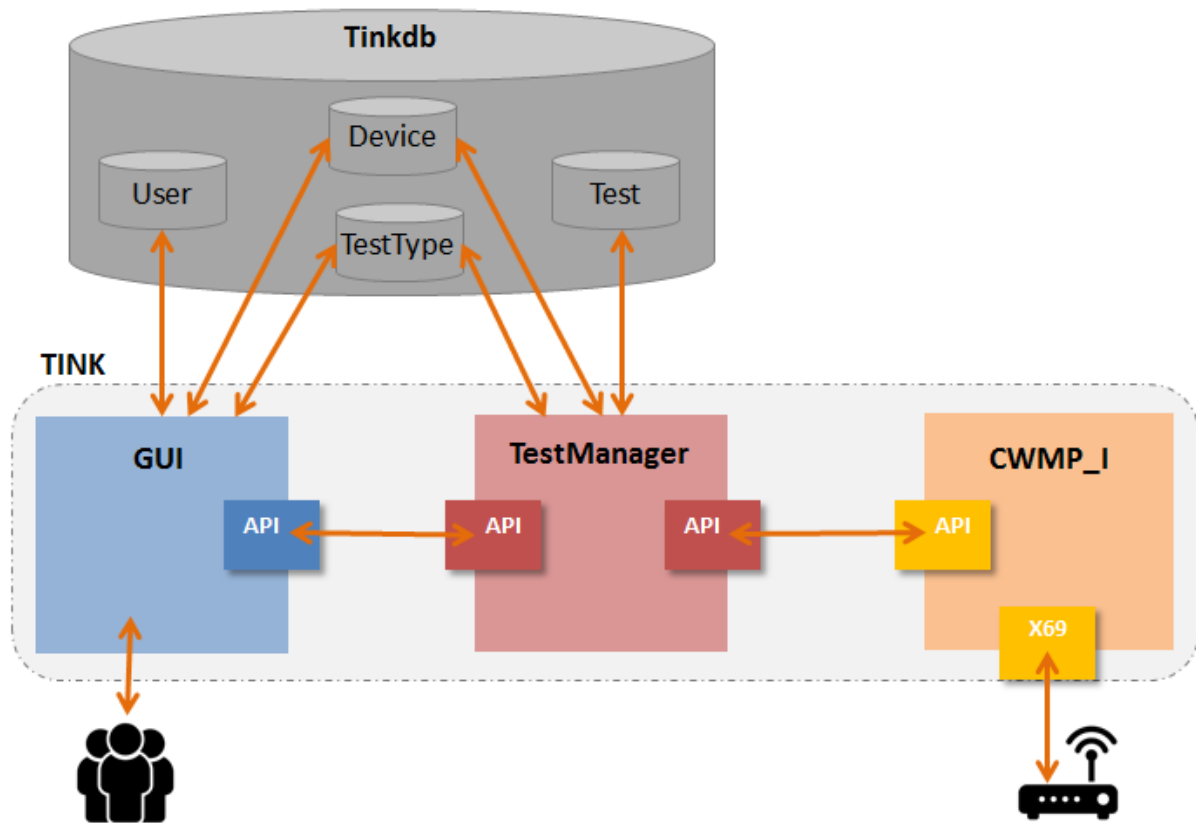 Tinkdb
Device
User
Test
TestType
TINK
GUI
TestManager
CWMP_I
API
API
API
API
X69